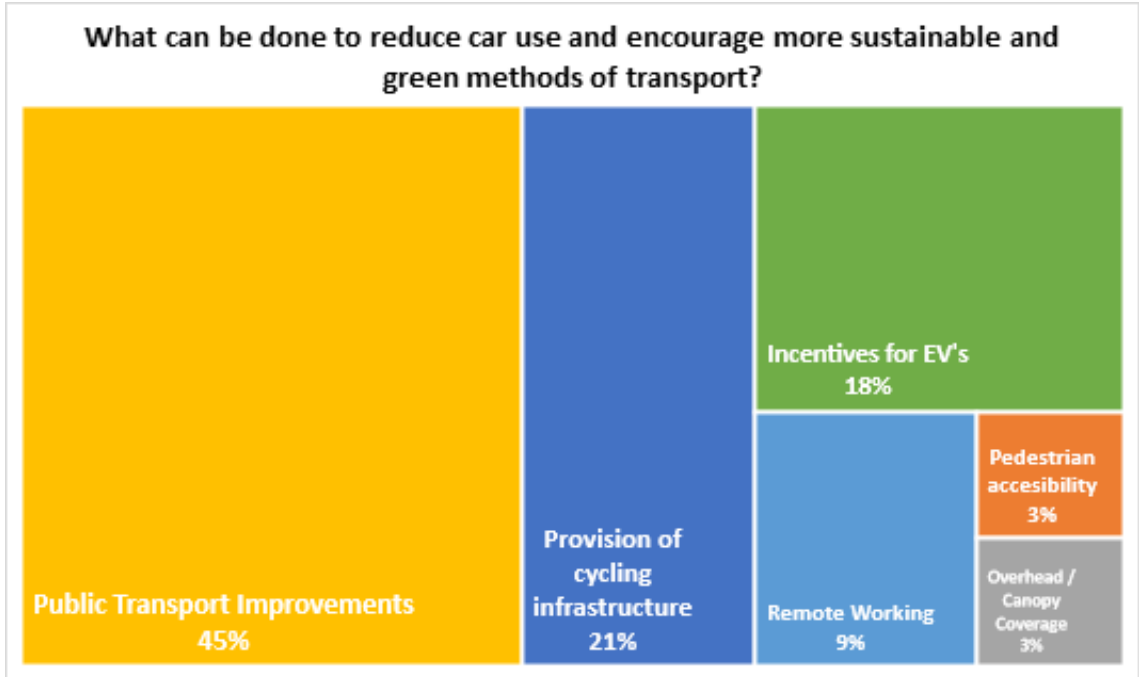 What can be done to reduce car use and encourage more sustainable and
green methods of transport?
Public Transport Improvements
45%
Provision of
cycling
infrastructure
21%
Incentives for EV's
18%
Remote Working
9%
Pedestrian
accesibility
3%
Overhead /
Canopy
Coverage
3%